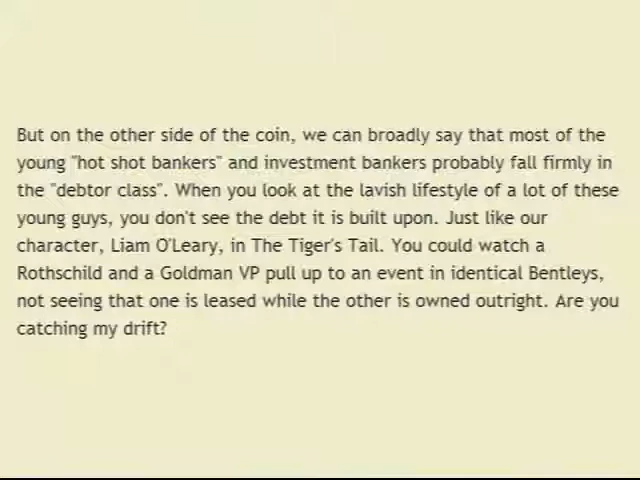 But on the other side of the coin, we can broadly say that most of the
young "hot shot bankers" and investment bankers probably fall firmly in
the "debtor class". When you look at the lavish lifestyle of a lot of these
young guys, you don't see the debt it is built upon. Just like our
character, Liam O'Leary, in The Tiger's Tail. You could watch a
Rothschild and a Goldman VP pull up to an event in identical Bentleys,
not seeing that one is leased while the other is owned outright. Are you
catching my drift?